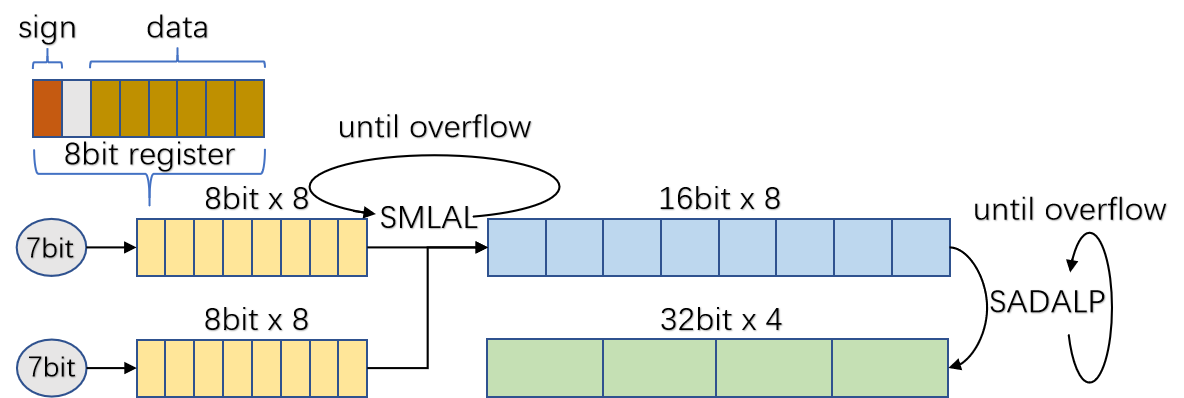 sign
data
8bit register
until overflow
8bit x 8
SMLAL
16bit x 8
until overflow
7bit
SADALP
8bit x 8
32bit x 4
7bit